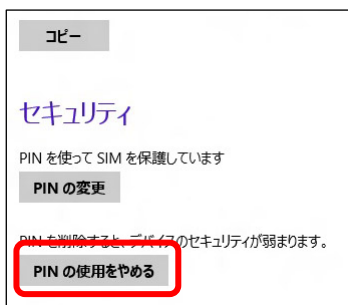 コピー
セキュリティ
PIN を使って SIM を保護しています
PIN の変更
PIN を削除すると、デバイスのセキュリティが弱まります。
PIN の使用をやめる